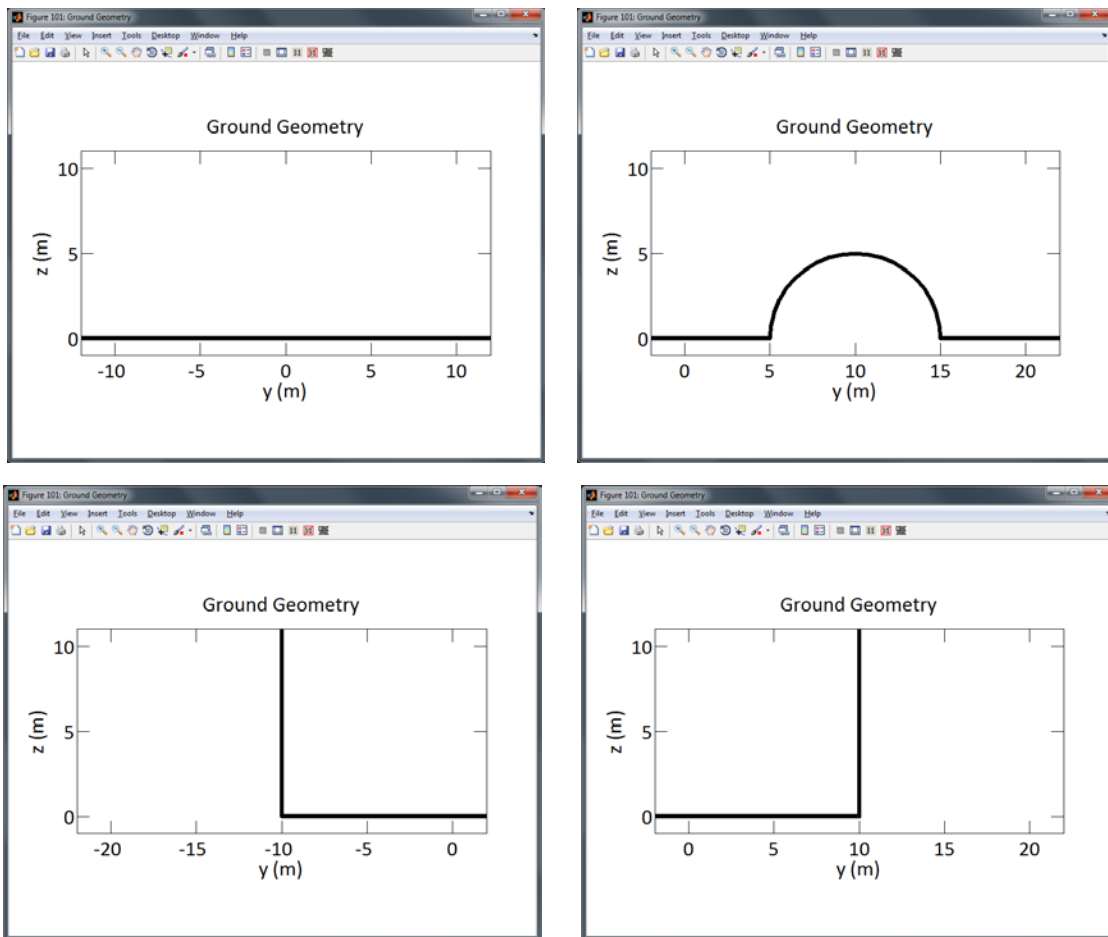 Figure 101: Ground Geometry
File Edit View Insert Tools Desktop Window Help
Ground Geometry
10
5
0
z (m)
-10 -5 0 5 10
y (m)
Figure 101: Ground Geometry
File Edit View Insert Tools Desktop Window Help
Ground Geometry
10
5
0
z (m)
0 5 10 15 20
y (m)
Figure 101: Ground Geometry
File Edit View Insert Tools Desktop Window Help
Ground Geometry
10
5
0
z (m)
-20 -15 -10 -5 0
y (m)
Figure 101: Ground Geometry
File Edit View Insert Tools Desktop Window Help
Ground Geometry
10
5
0
z (m)
0 5 10 15 20
y (m)